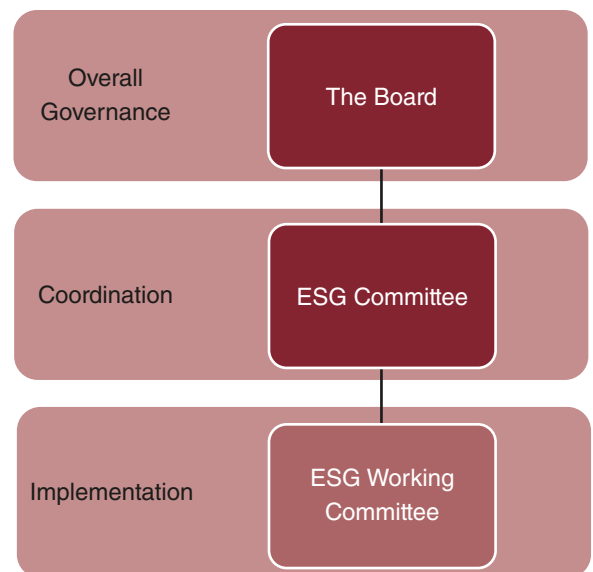 Overall
Governance
The Board
Coordination
ESG Committee
Implementation
ESG Working
Committee